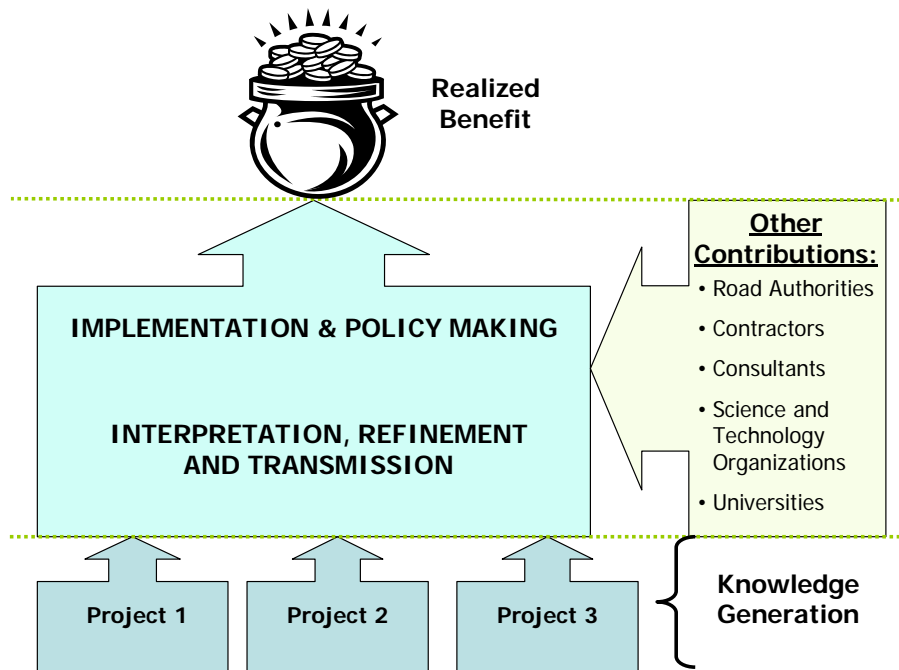 Realized
Benefit
Other
Contributions:
• Road Authorities
• Contractors
• Consultants
• Science and
Technology
Organizations
• Universities
IMPLEMENTATION & POLICY MAKING
INTERPRETATION, REFINEMENT
AND TRANSMISSION
Project 1
Project 2
Project 3
Knowledge
Generation